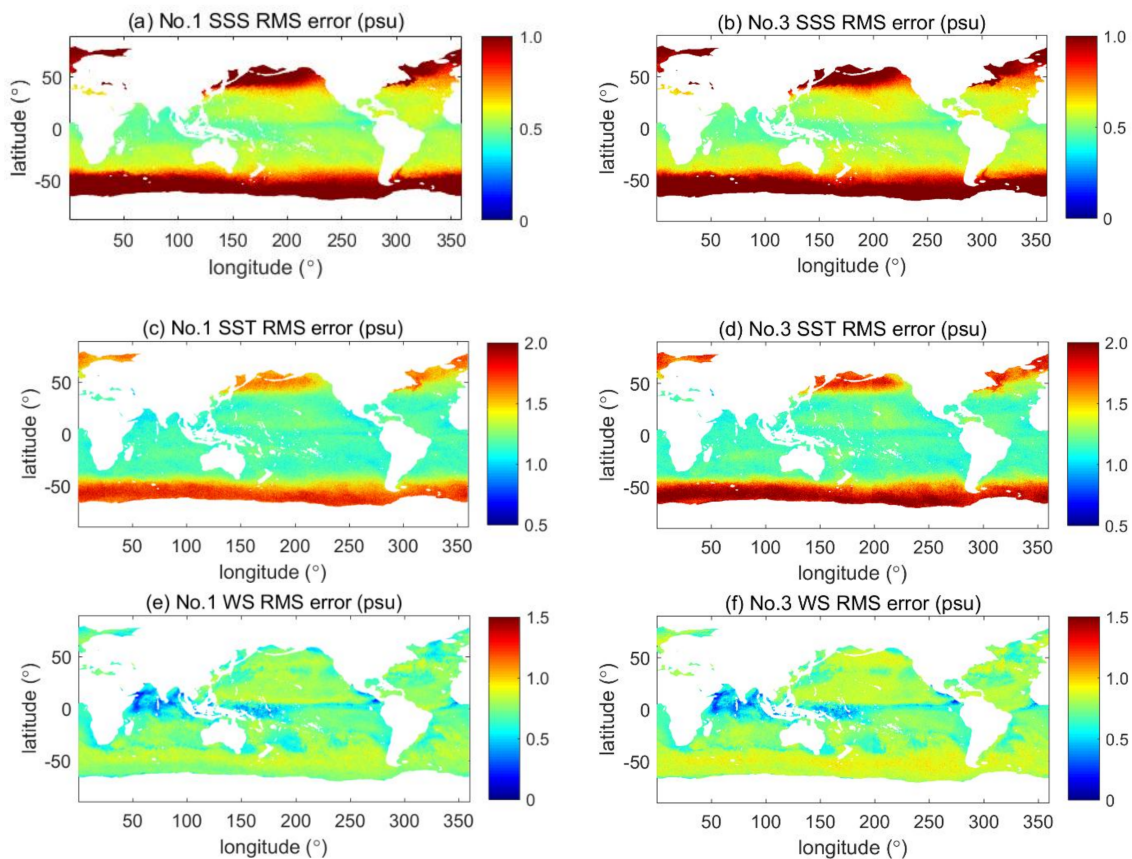 (a) No.1 SSS RMS error (psu)
latitude (°)
50
0
-50
50 100 150 200 250 300 350
longitude (°)
1.0
0.5
0
(b) No.3 SSS RMS error (psu)
latitude (°)
50
0
-50
50 100 150 200 250 300 350
longitude (°)
1.0
0.5
0
(c) No.1 SST RMS error (psu)
latitude (°)
50
0
-50
50 100 150 200 250 300 350
longitude (°)
2.0
1.5
1.0
0.5
(d) No.3 SST RMS error (psu)
latitude (°)
50
0
-50
50 100 150 200 250 300 350
longitude (°)
2.0
1.5
1.0
0.5
(e) No.1 WS RMS error (psu)
latitude (°)
50
0
-50
50 100 150 200 250 300 350
longitude (°)
1.5
1.0
0.5
0
(f) No.3 WS RMS error (psu)
latitude (°)
50
0
-50
50 100 150 200 250 300 350
longitude (°)
1.5
1.0
0.5
0